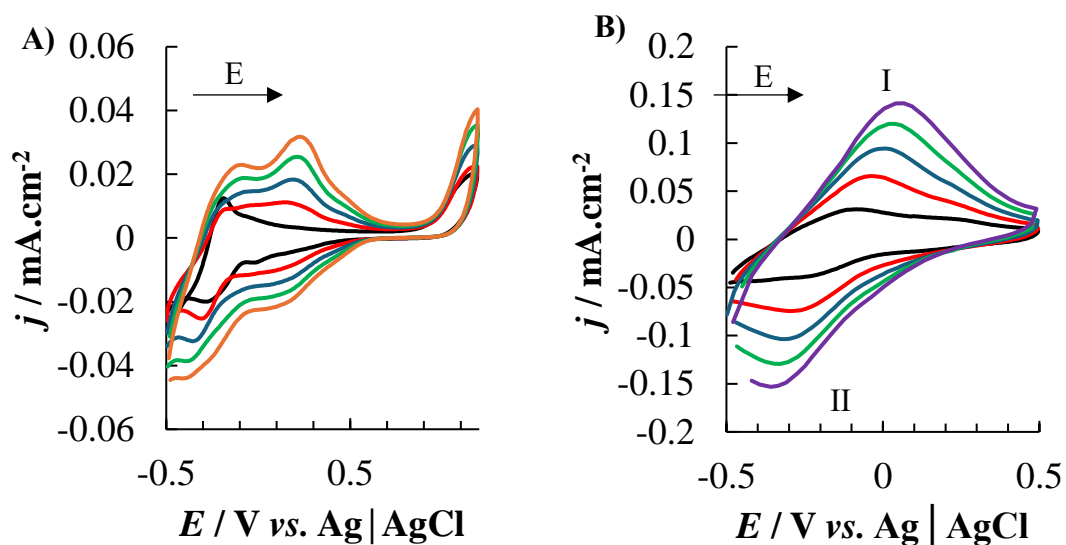 A)
E
0.06
0.04
0.02
0
-0.02
-0.04
-0.06
-0.5
0.5
j / mA.cm-2
E / V vs. Ag|AgCl
B)
E
I
II
0.2
0.15
0.1
0.05
0
-0.05
-0.1
-0.15
-0.2
-0.5
0
0.5
j / mA.cm-2
E / V vs. Ag | AgCl